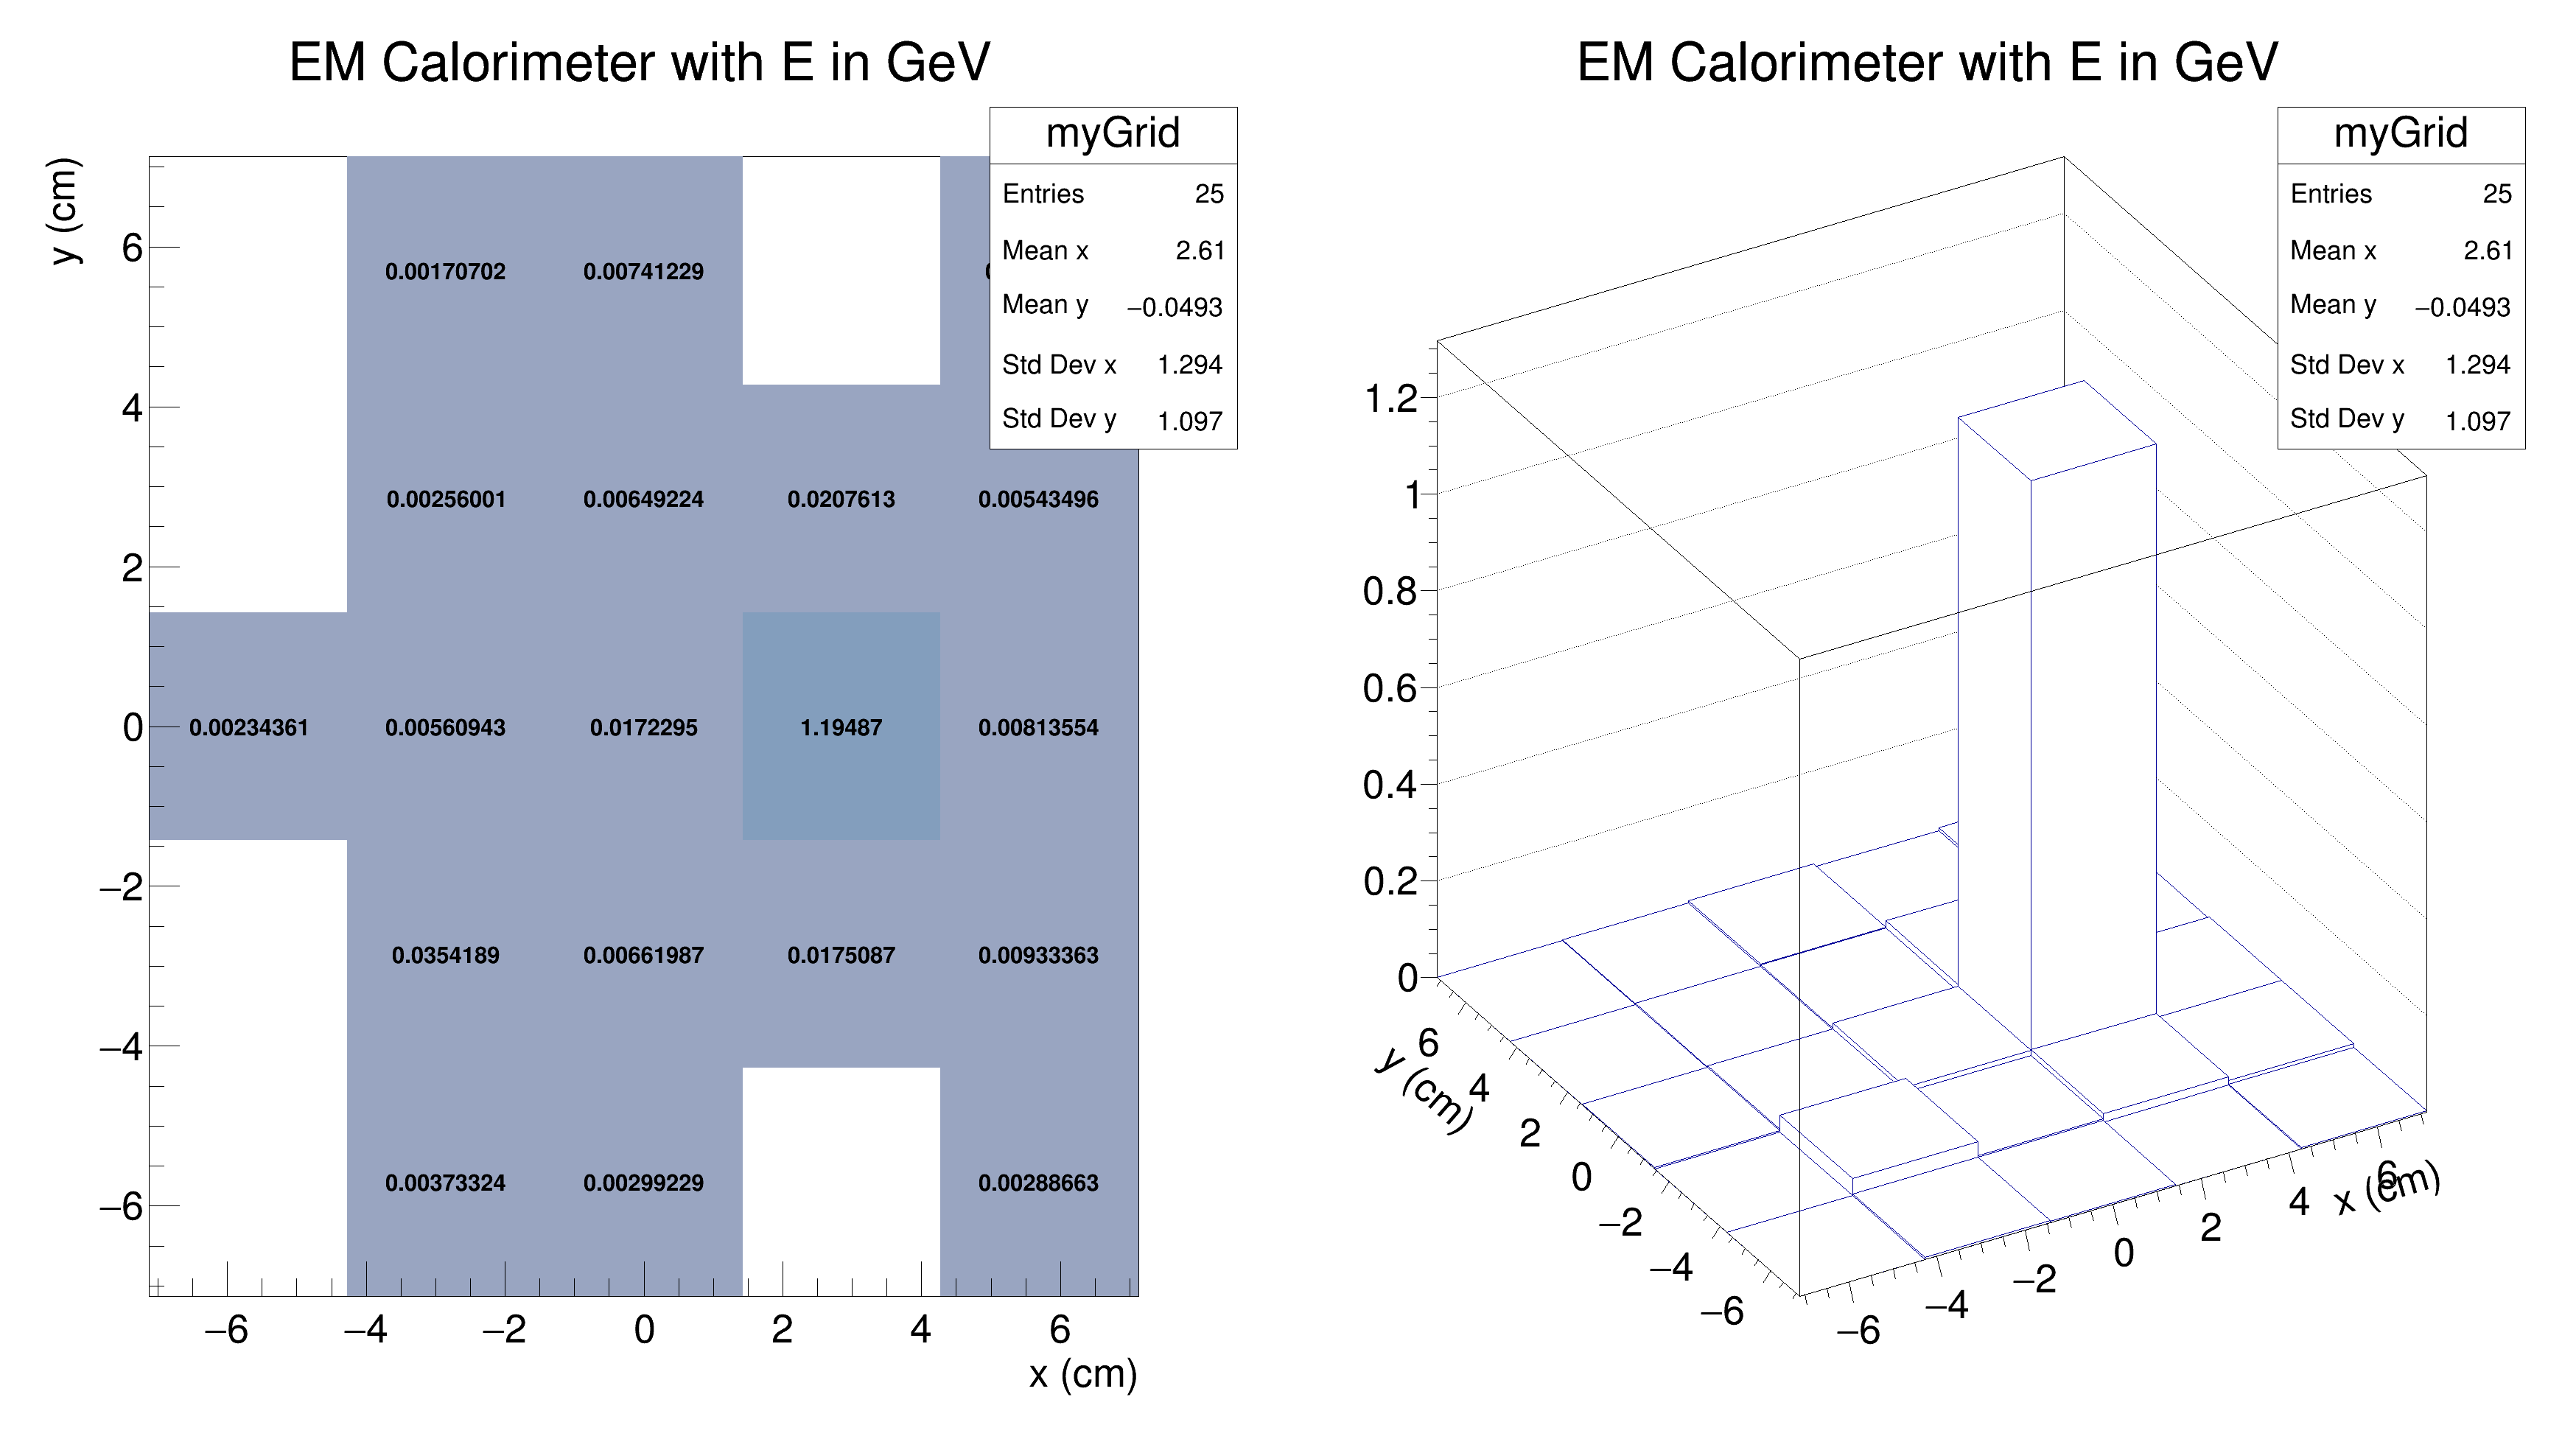 EM Calorimeter with E in GeV
myGrid
Entries 25
Mean x 2.61
Mean y −0.0493
Std Dev x 1.294
Std Dev y 1.097
y (cm)
6
4
2
0
−2
−4
−6
0.00170702 0.00741229
0.00256001 0.00649224 0.0207613 0.00543496
0.00234361 0.00560943 0.0172295 1.19487 0.00813554
0.0354189 0.00661987 0.0175087 0.00933363
0.00373324 0.00299229 0.00288663
−6 −4 −2 0 2 4 6
x (cm)
EM Calorimeter with E in GeV
myGrid
Entries 25
Mean x 2.61
Mean y −0.0493
Std Dev x 1.294
Std Dev y 1.097
1.2
1
0.8
0.6
0.4
0.2
0
y (cm)
6
4
2
0
−2
−4
−6
−6 −4 −2 0 2 4 6
x (cm)